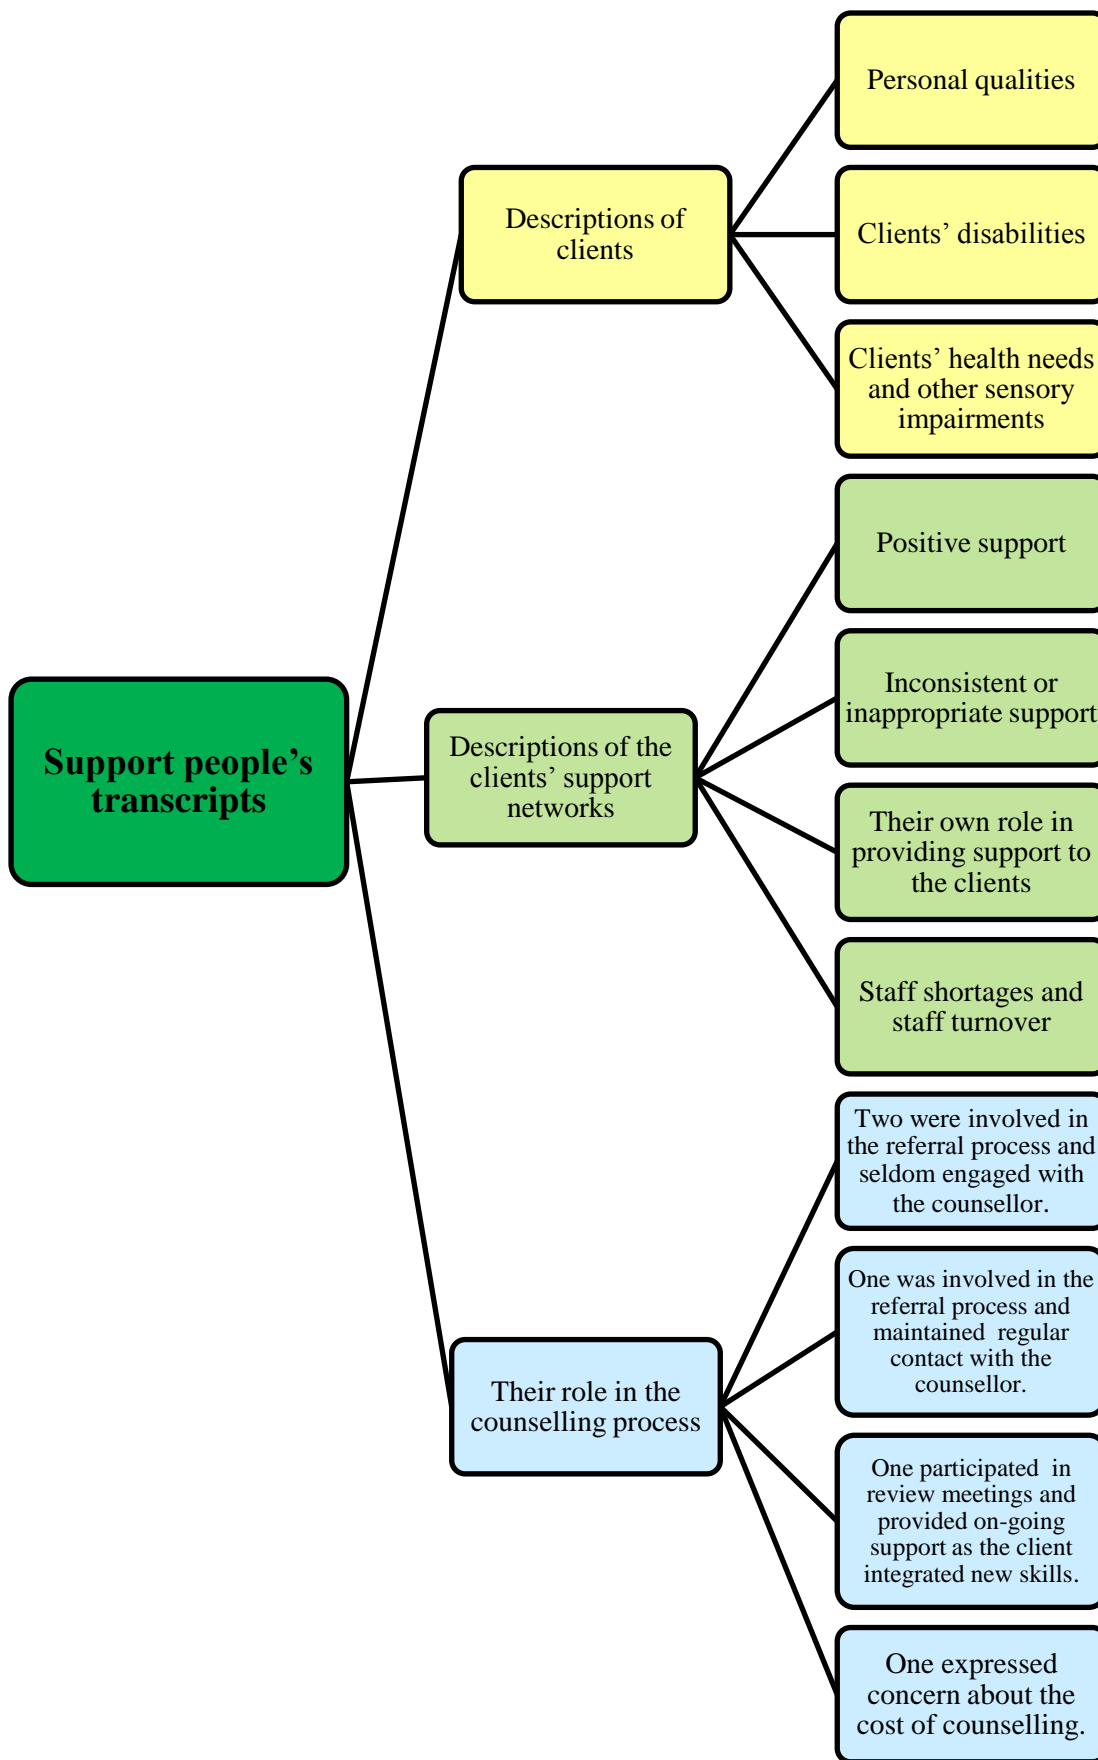 Support people’s
transcripts
Descriptions of
clients
Personal qualities
Clients’ disabilities
Clients’ health needs
and other sensory
impairments
Descriptions of the
clients’ support
networks
Positive support
Inconsistent or
inappropriate support
Their own role in
providing support to
the clients
Staff shortages and
staff turnover
Their role in the
counselling process
Two were involved in
the referral process and
seldom engaged with
the counsellor.
One was involved in the
referral process and
maintained regular
contact with the
counsellor.
One participated in
review meetings and
provided on-going
support as the client
integrated new skills.
One expressed
concern about the
cost of counselling.